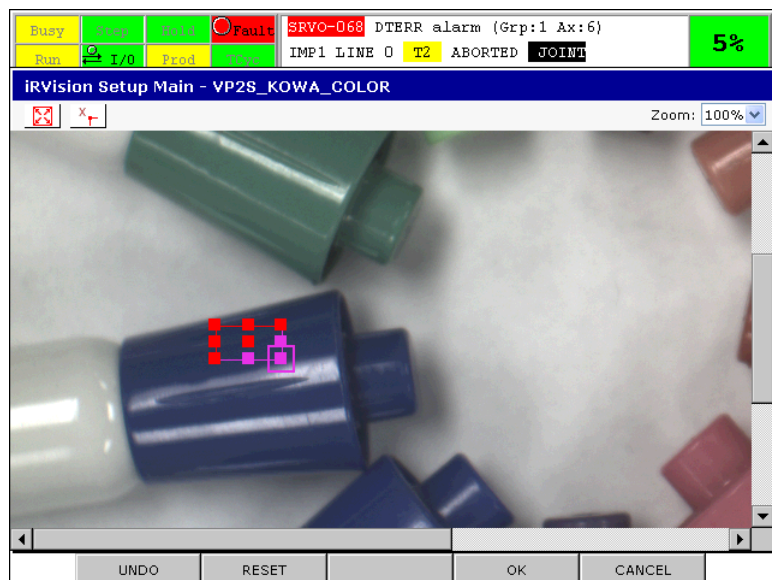 Busy Step Hold Fault SRVO-068 DTERR alarm (Grp:1 Ax:6)
Run I/O Prod TCyc IMP1 LINE 0 T2 ABORTED JOINT 5%
iRVision Setup Main - VP2S_KOWA_COLOR
Zoom: 100%
UNDO RESET OK CANCEL